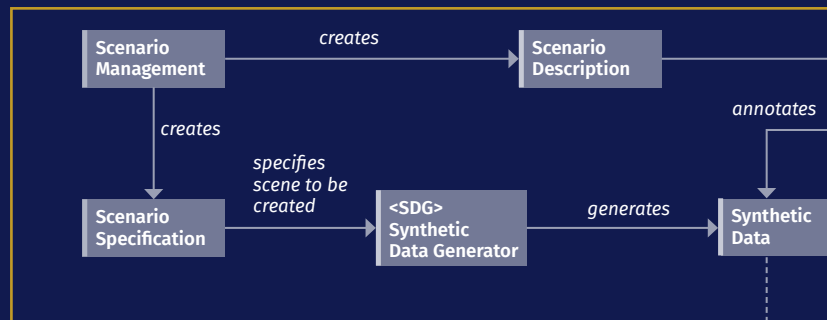 creates
Scenario
Management
Scenario
Description
annotates
creates
specifies
scene to be
created
<SDG>
Synthetic
Data Generator
generates
Scenario
Specification
Synthetic
Data